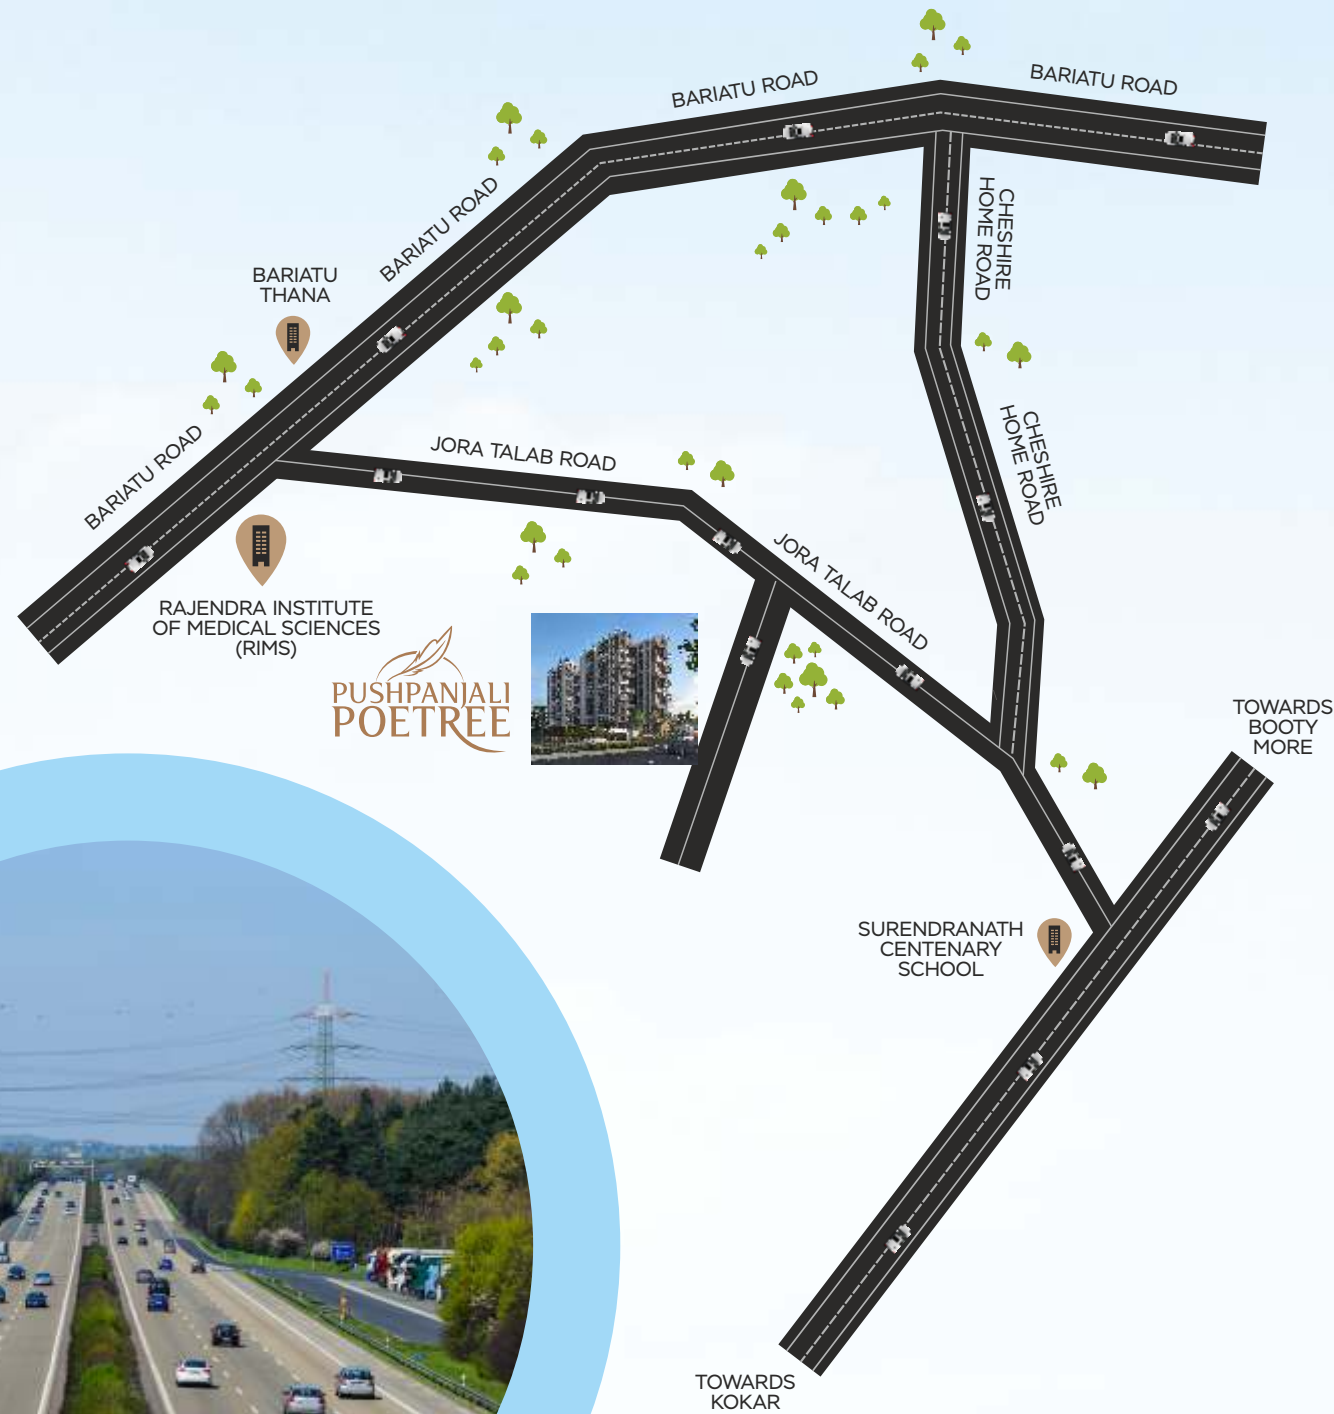 BARIATU ROAD
BARIATU ROAD
CHESHIRE
HOME ROAD
BARIATU ROAD
BARIATU
THANA
CHESHIRE
HOME ROAD
BARIATU ROAD
JORA TALAB ROAD
JORA TALAB ROAD
RAJENDRA INSTITUTE
OF MEDICAL SCIENCES
(RIMS)
PUSHPANJALI
POETREE
TOWARDS
BOOTY
MORE
SURENDRANATH
CENTENARY
SCHOOL
TOWARDS
KOKAR